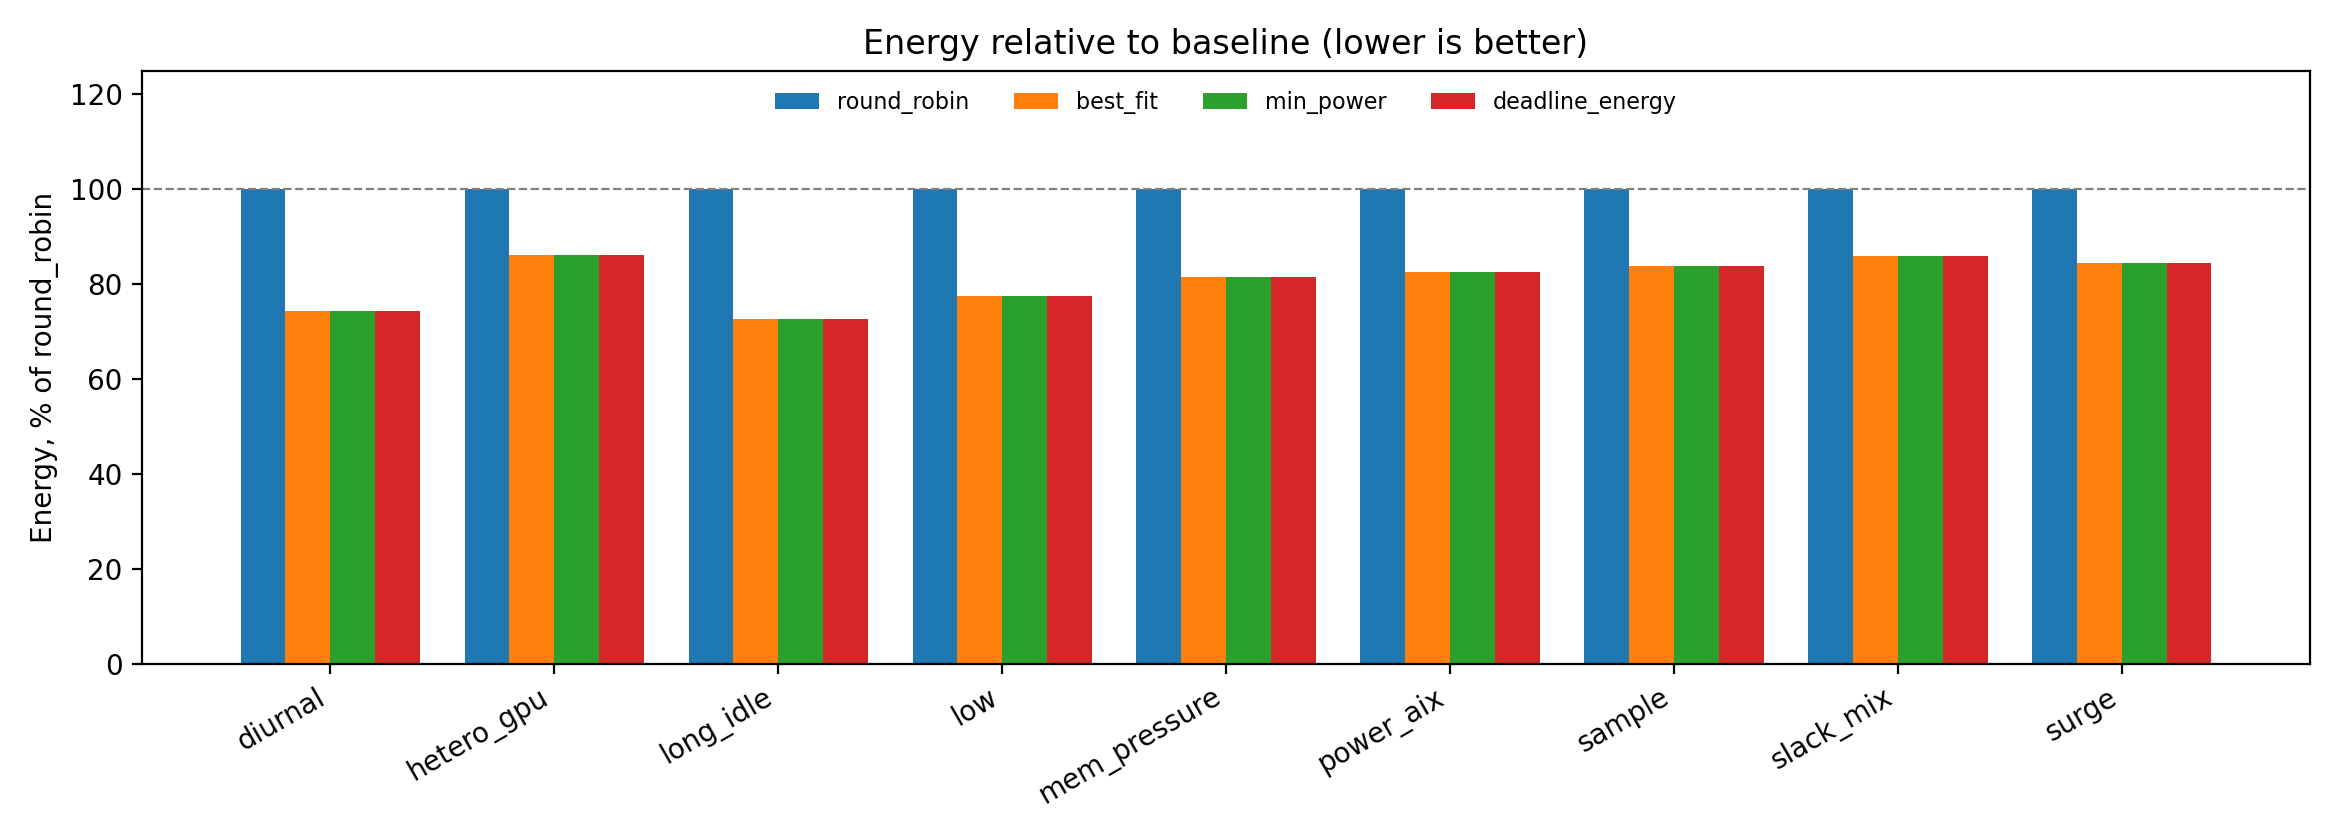 Energy relative to baseline (lower is better)
round_robin best_fit min_power deadline_energy
Energy, % of round_robin
120
100
80
60
40
20
0
diurnal
hetero_gpu
long_idle
low
mem_pressure
power_aix
sample
slack_mix
surge